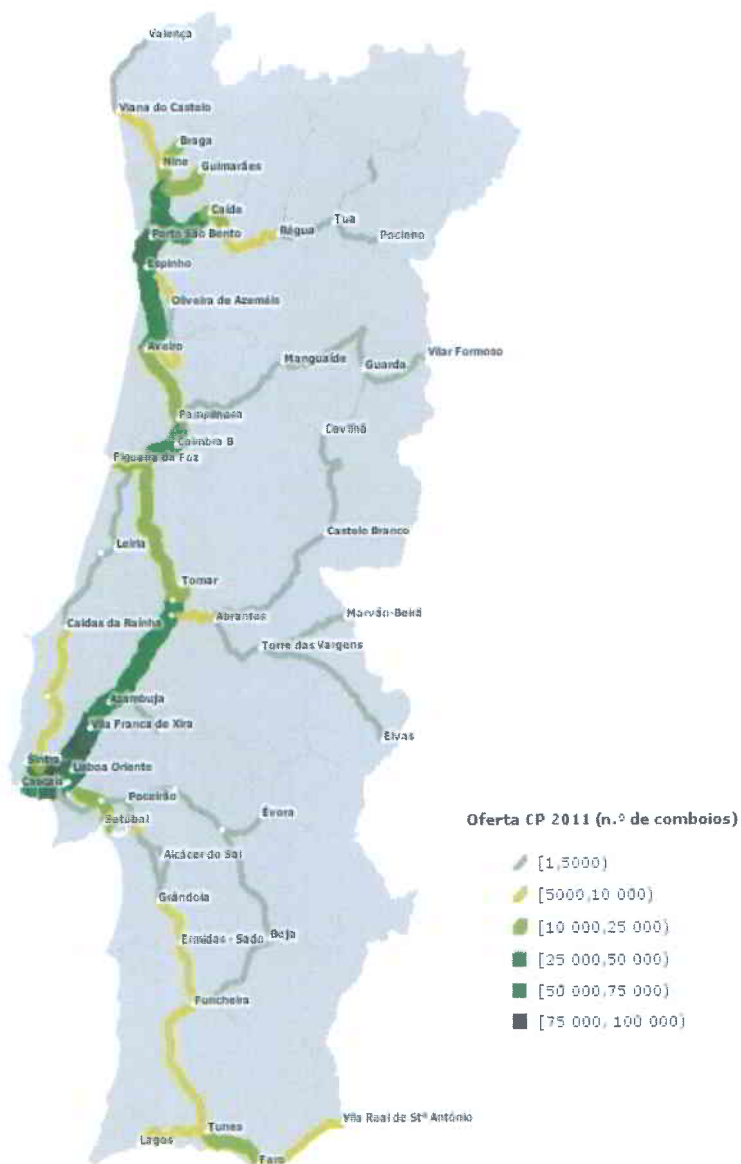 Valença
Viana do Castelo
Braga
Nine
Guimarães
Caíde
Porto São Bento
Régua
Tua
Pocinho
Espinho
Oliveira de Azeméis
Aveiro
Mangualde
Guarda
Vilar Formoso
Pampilhosa
Covilhã
Coimbra B
Figueira da Foz
Castelo Branco
Leiria
Tomar
Caldas da Rainha
Abrantes
Marvão-Beirã
Torre das Vargens
Azambuja
Vila Franca de Xira
Elvas
Sintra
Lisboa Oriente
Cascais
Poceirão
Évora
Setúbal
Oferta CP 2011 (n.º de comboios)
Alcácer do Sal
[1,5000)
Grândola
[5000,10 000)
Ermidas - Sado
Beja
[10 000,25 000)
[25 000,50 000)
[50 000,75 000)
Funcheira
[75 000, 100 000)
Vila Real de Stª António
Lagos
Tunes
Faro